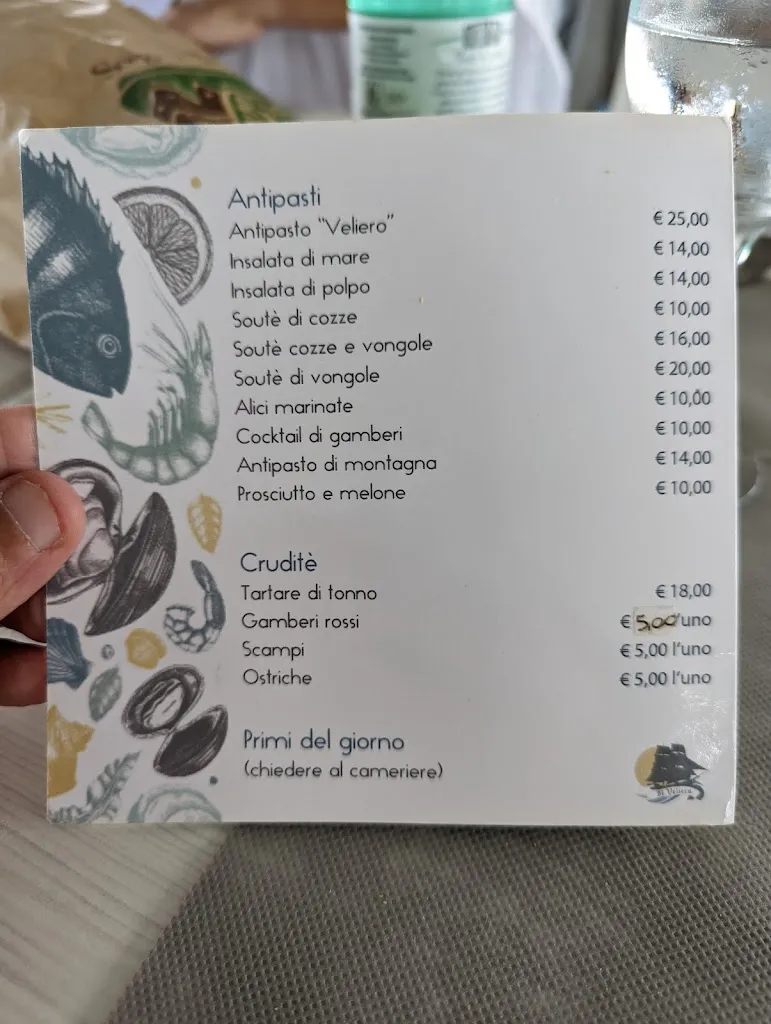 Antipasti
Antipasto "Veliero" € 25,00
Insalata di mare € 14,00
Insalata di polpo € 14,00
Soutè di cozze € 10,00
Soutè cozze e vongole € 16,00
Soutè di vongole € 20,00
Alici marinate € 10,00
Cocktail di gamberi € 10,00
Antipasto di montagna € 14,00
Prosciutto e melone € 10,00
Cruditè
Tartare di tonno € 18,00
Gamberi rossi € 5,00 'uno
Scampi € 5,00 l'uno
Ostriche € 5,00 l'uno
Primi del giorno
(chiedere al cameriere)
Il Veliero